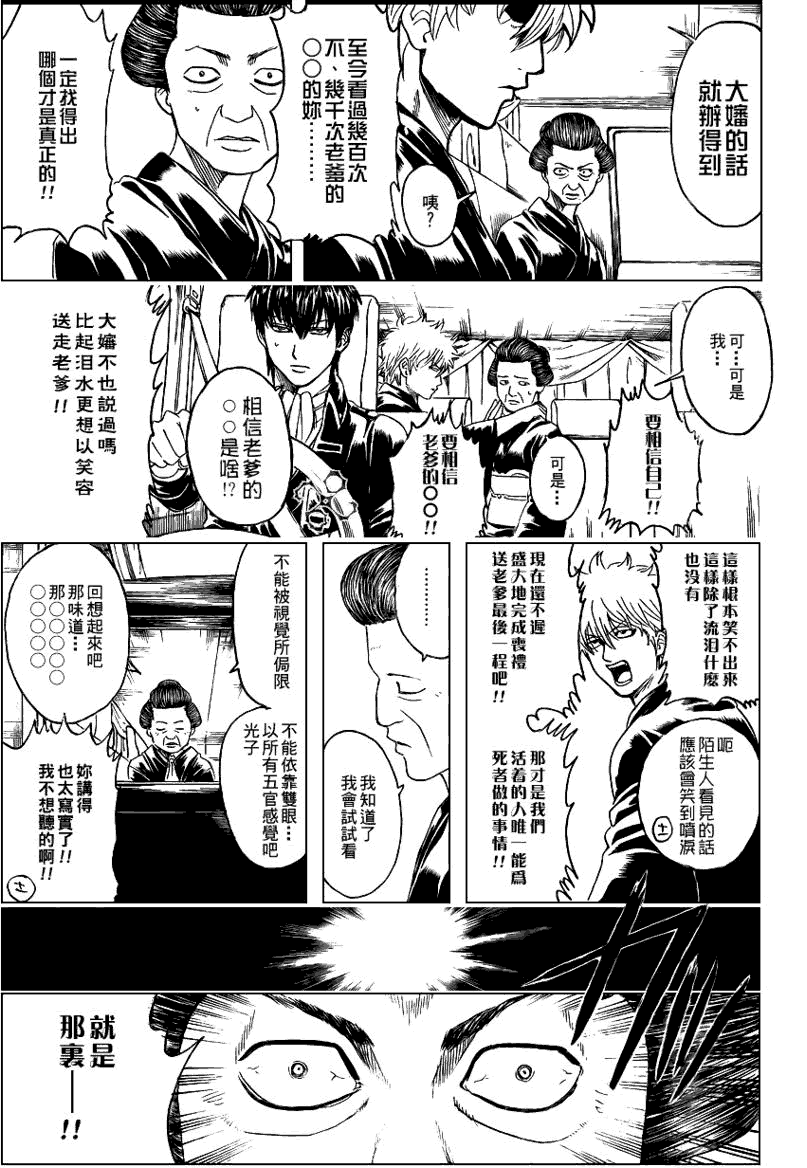 大嬸的話
就辦得到
咦?
至今看過幾百次
不、幾千次老爹的
○○的妳………
一定找得出
哪個才是真正的!!
可…可是
我…
要相信自己!!
可是…
要相信
老爹的○○!!
相信老爹的
○○是啥!?
大嬸不也説過嗎
比起泪水更想以笑容
送走老爹!!
這樣根本笑不出來
這樣除了流泪什麼
也没有
呃
陌生人看見的話
應該會笑到噴淚
現在還不遲
盛大地完成喪禮
送老爹最後一程吧!!
那才是我們
活着的人唯一能爲
死者做的事情!!
………
我知道了
我會試試看
不能被視覺所侷限
不能依靠雙眼…
以所有五官感覺吧
光子
回想起來吧
那味道…
那○○○○
○○○○○
妳講得
也太寫實了!!
我不想聽的啊!!
カッ
就是
那裏——!!